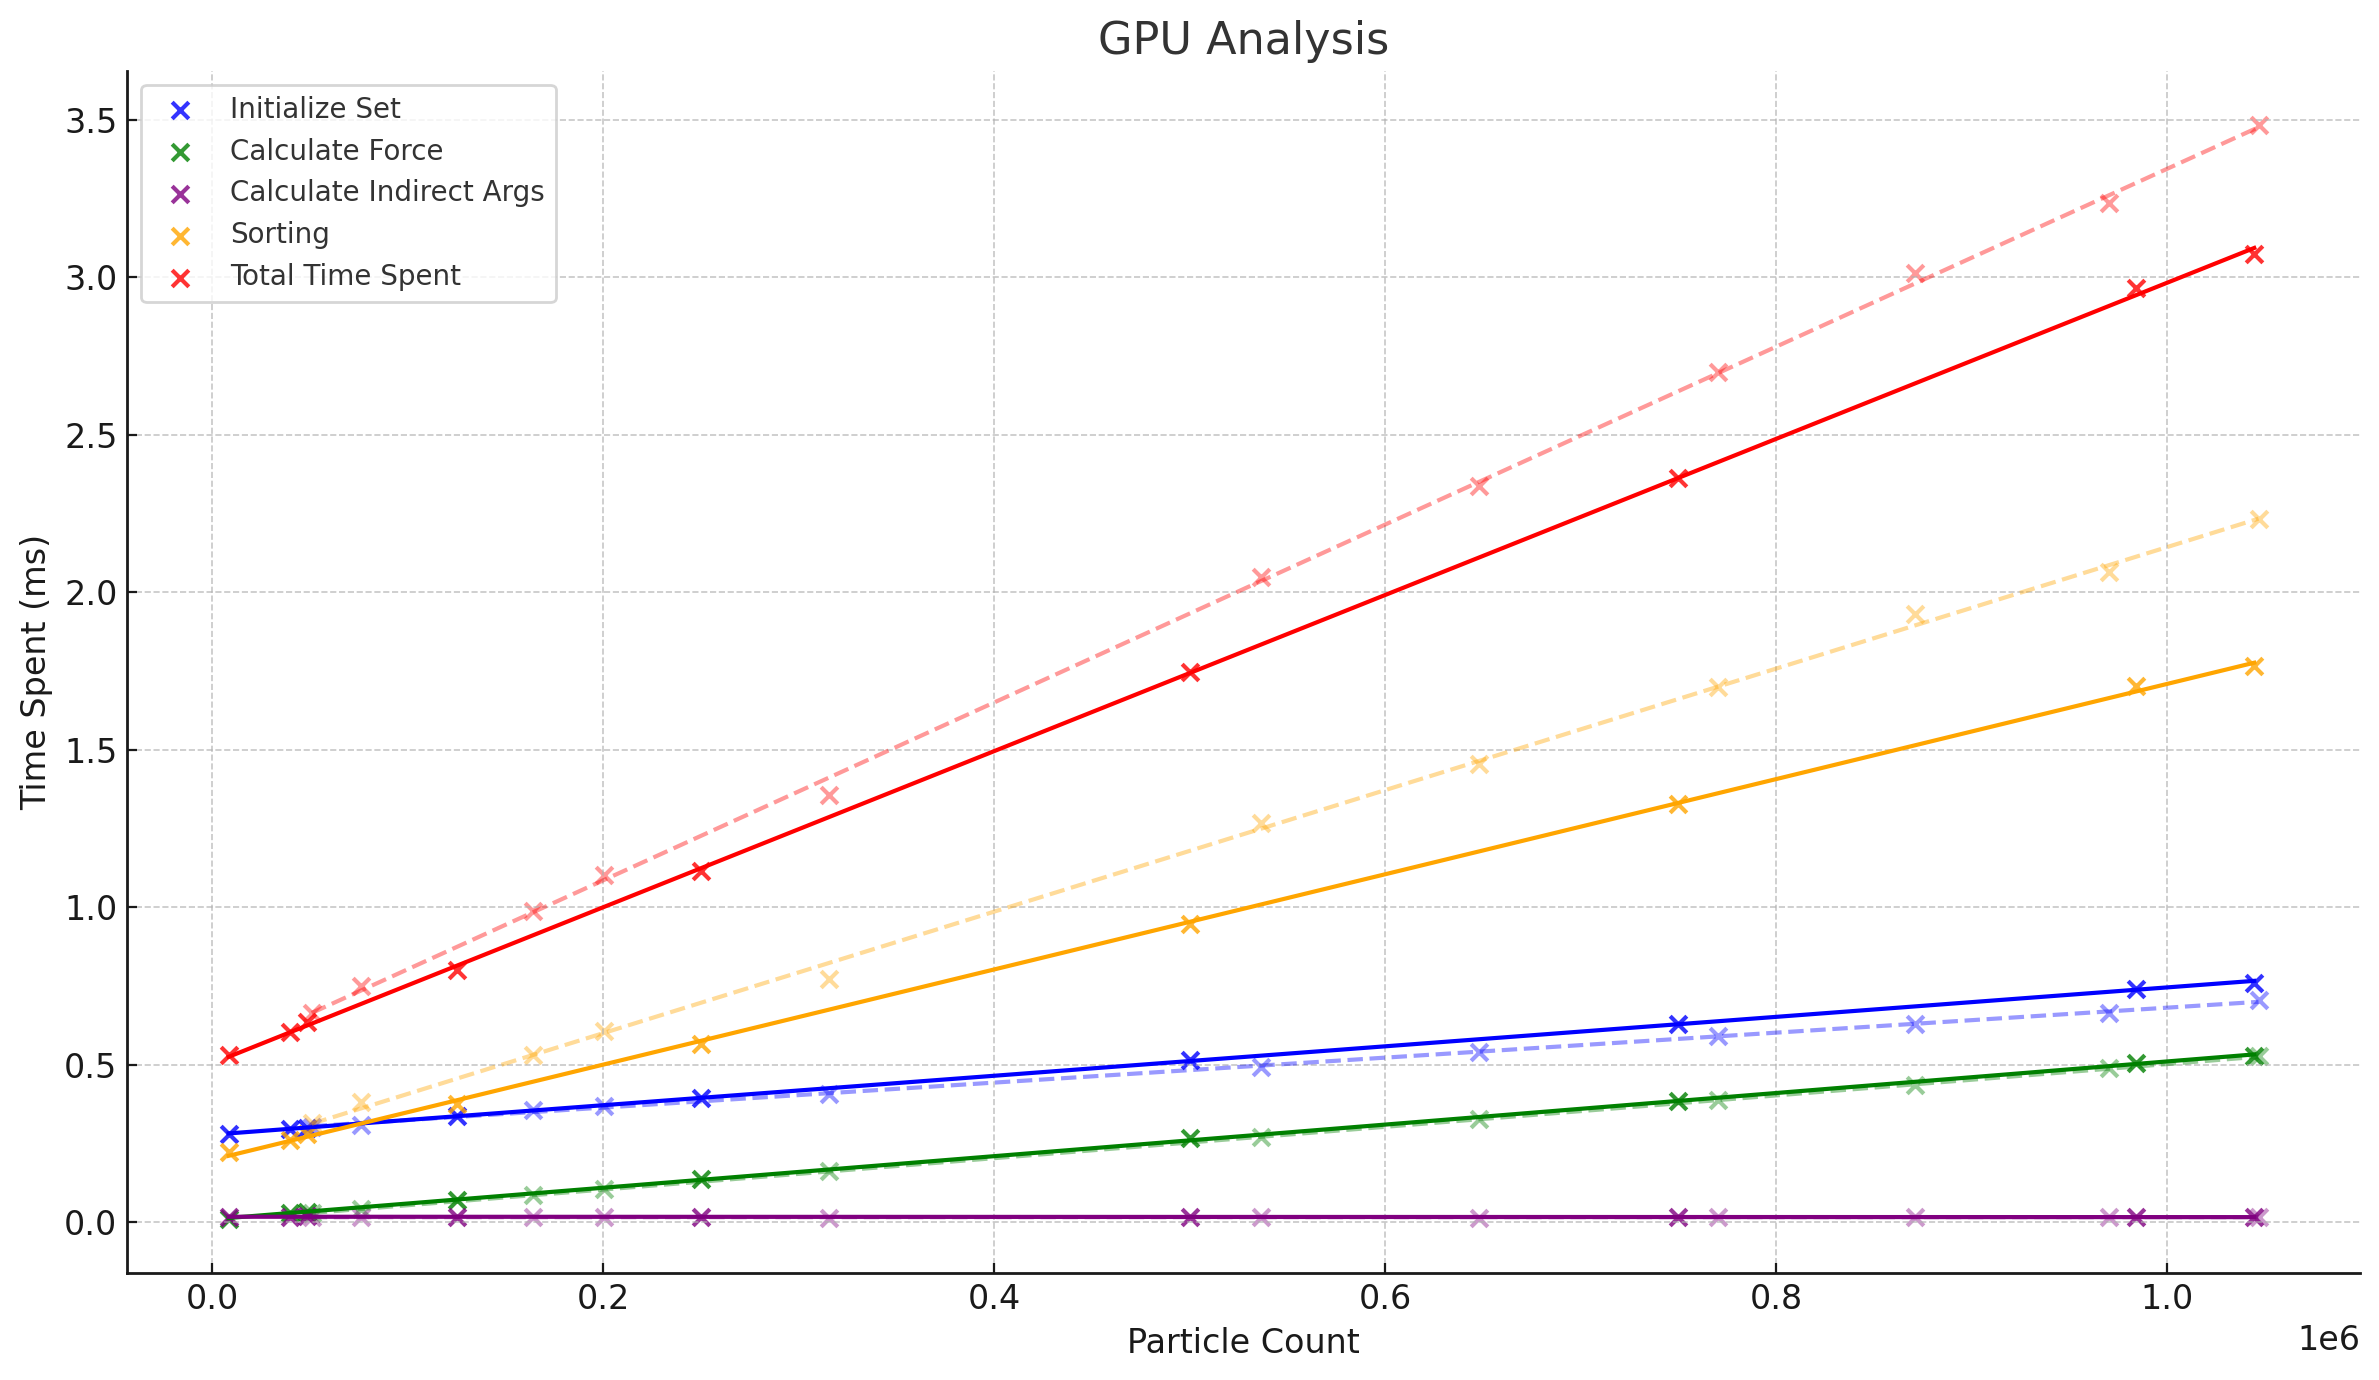 GPU Analysis
Initialize Set
Calculate Force
Calculate Indirect Args
Sorting
Total Time Spent
3.5
3.0
2.5
2.0
1.5
1.0
0.5
0.0
Time Spent (ms)
0.0 0.2 0.4 0.6 0.8 1.0
1e6
Particle Count